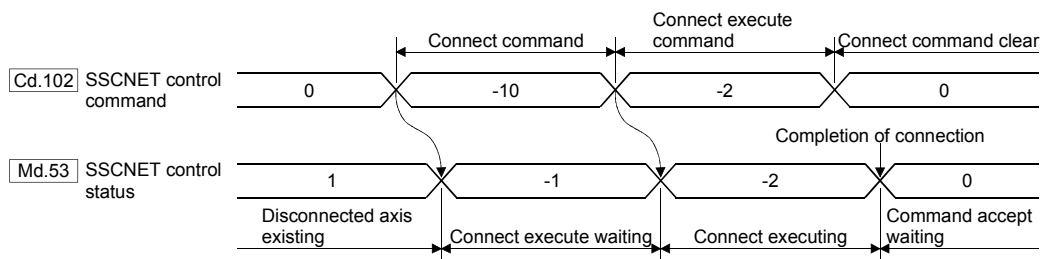 Connect command
Connect execute
command
Connect command clear
Cd.102 SSCNET control
command
0
-10
-2
0
Completion of connection
Md.53 SSCNET control
status
1
-1
-2
0
Disconnected axis
existing
Connect execute waiting
Connect executing
Command accept
waiting